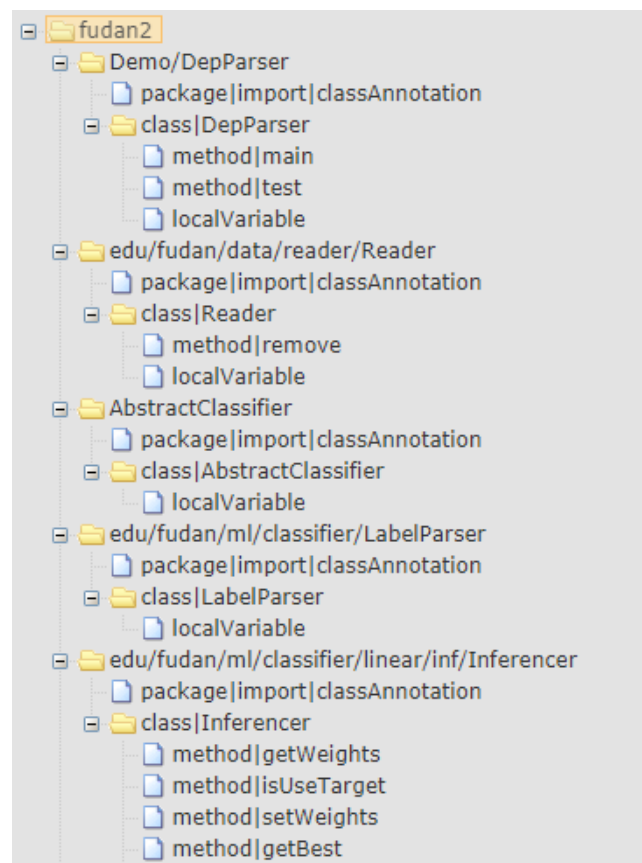 fudan2
Demo/DepParser
package|import|classAnnotation
class|DepParser
method|main
method|test
localVariable
edu/fudan/data/reader/Reader
package|import|classAnnotation
class|Reader
method|remove
localVariable
AbstractClassifier
package|import|classAnnotation
class|AbstractClassifier
localVariable
edu/fudan/ml/classifier/LabelParser
package|import|classAnnotation
class|LabelParser
localVariable
edu/fudan/ml/classifier/linear/inf/Inferencer
package|import|classAnnotation
class|Inferencer
method|getWeights
method|isUseTarget
method|setWeights
method|getBest